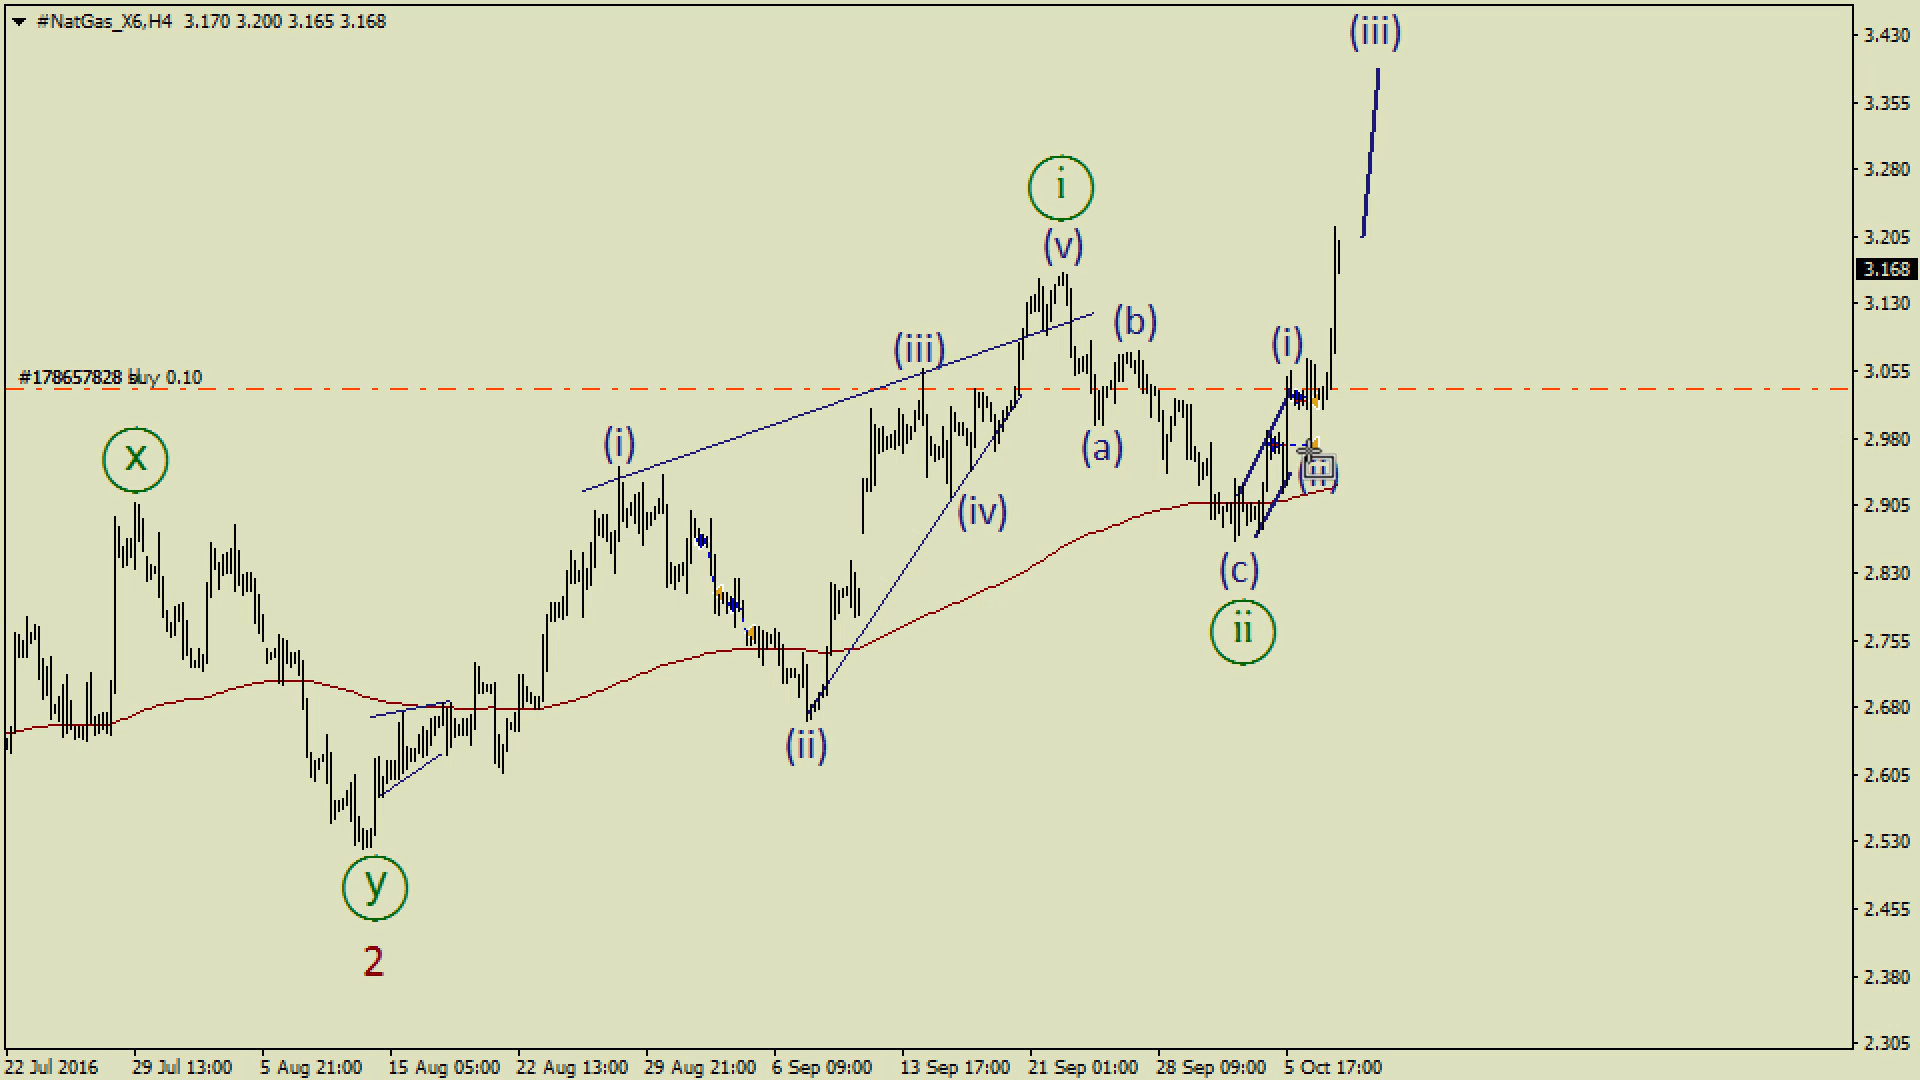 #NatGas_X6,H4 3.170 3.200 3.165 3.168
(iii)
3.430
3.355
3.280
3.205
3.168
3.130
3.055
2.980
2.905
2.830
2.755
2.680
2.605
2.530
2.455
2.380
2.305
i
(v)
(b)
(iii)
(i)
#178657828 buy 0.10
(i)
x
(a)
(iv)
(ii)
(c)
ii
(ii)
y
2
22 Jul 2016 29 Jul 13:00 5 Aug 21:00 15 Aug 05:00 22 Aug 13:00 29 Aug 21:00 6 Sep 09:00 13 Sep 17:00 21 Sep 01:00 28 Sep 09:00 5 Oct 17:00